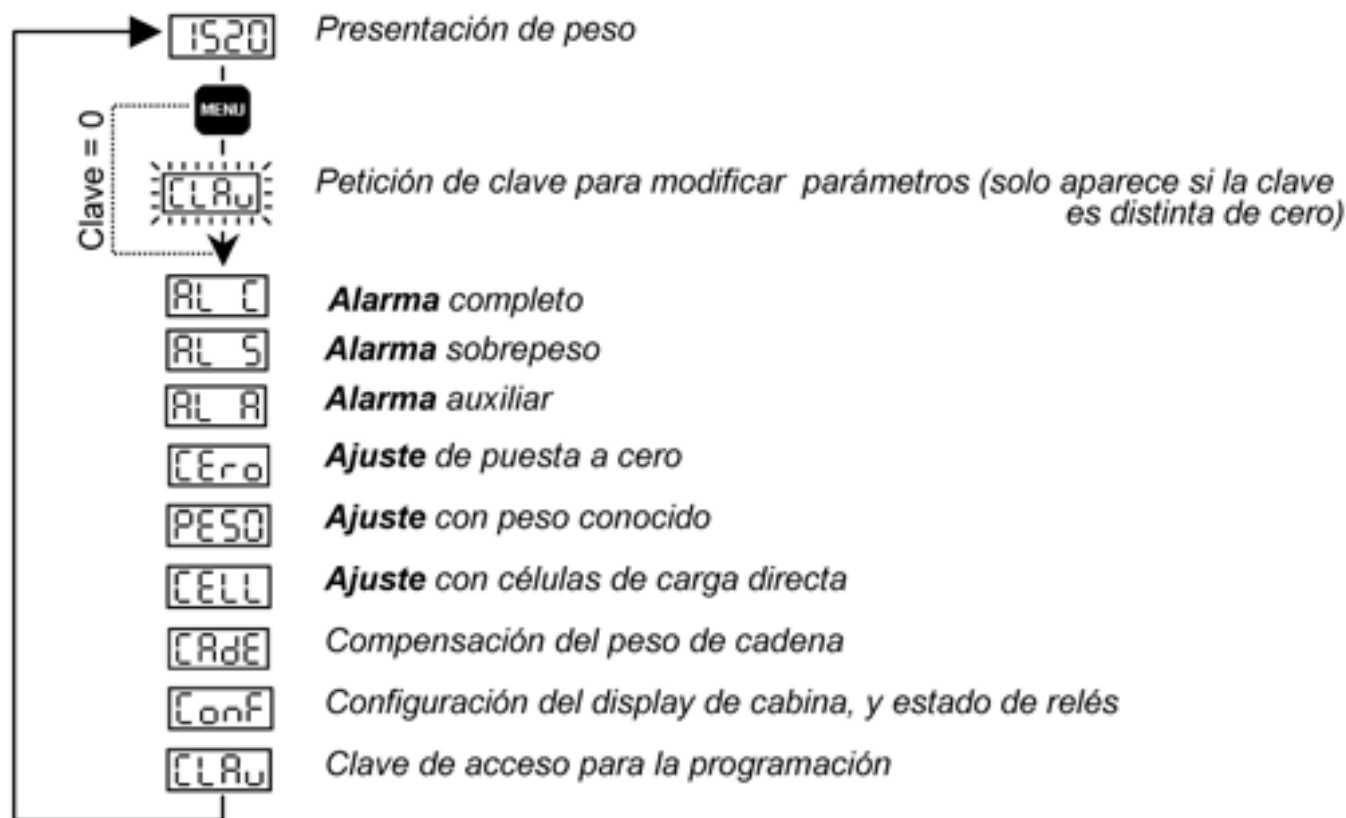 1520 Presentación de peso
MENU
Clave = 0
CLAu Petición de clave para modificar parámetros (solo aparece si la clave
es distinta de cero)
AL C Alarma completo
AL S Alarma sobrepeso
AL A Alarma auxiliar
CEro Ajuste de puesta a cero
PESO Ajuste con peso conocido
CELL Ajuste con células de carga directa
CAdE Compensación del peso de cadena
ConF Configuración del display de cabina, y estado de relés
CLAu Clave de acceso para la programación